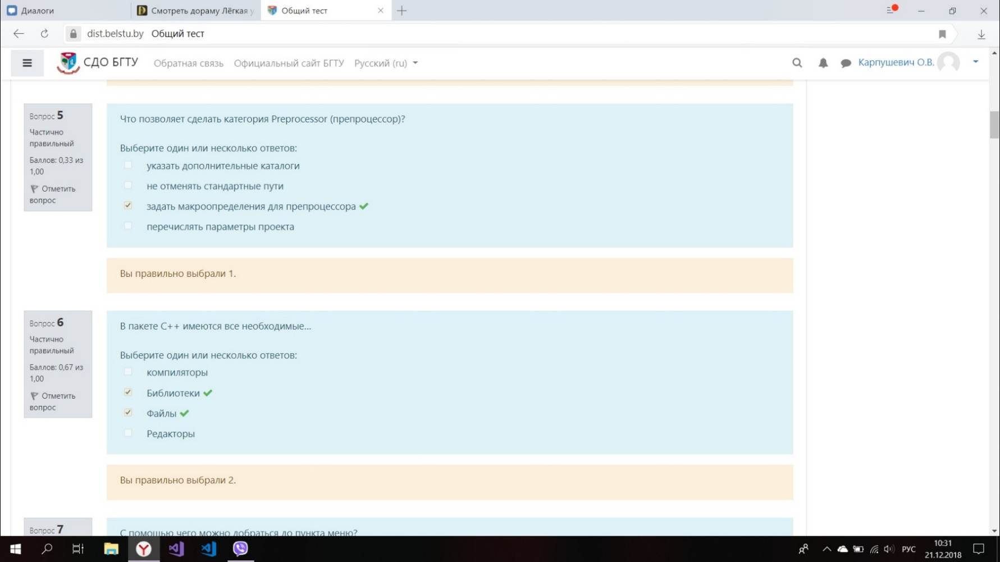 Диалоги
Смотреть дораму Лёгкая у
Общий тест
dist.belstu.by Общий тест
СДО БГТУ
Обратная связь
Официальный сайт БГТУ
Русский (ru)
Карпушевич О.В.
Вопрос 5
Частично
правильный
Баллов: 0,33 из
1,00
Отметить
вопрос
Что позволяет сделать категория Preprocessor (препроцессор)?
Выберите один или несколько ответов:
указать дополнительные каталоги
не отменять стандартные пути
задать макроопределения для препроцессора
перечислять параметры проекта
Вы правильно выбрали 1.
Вопрос 6
Частично
правильный
Баллов: 0,67 из
1,00
Отметить
вопрос
В пакете С++ имеются все необходимые...
Выберите один или несколько ответов:
компиляторы
Библиотеки
Файлы
Редакторы
Вы правильно выбрали 2.
Вопрос 7
С помощью чего можно добраться до пункта меню?
РУС
10:31
21.12.2018